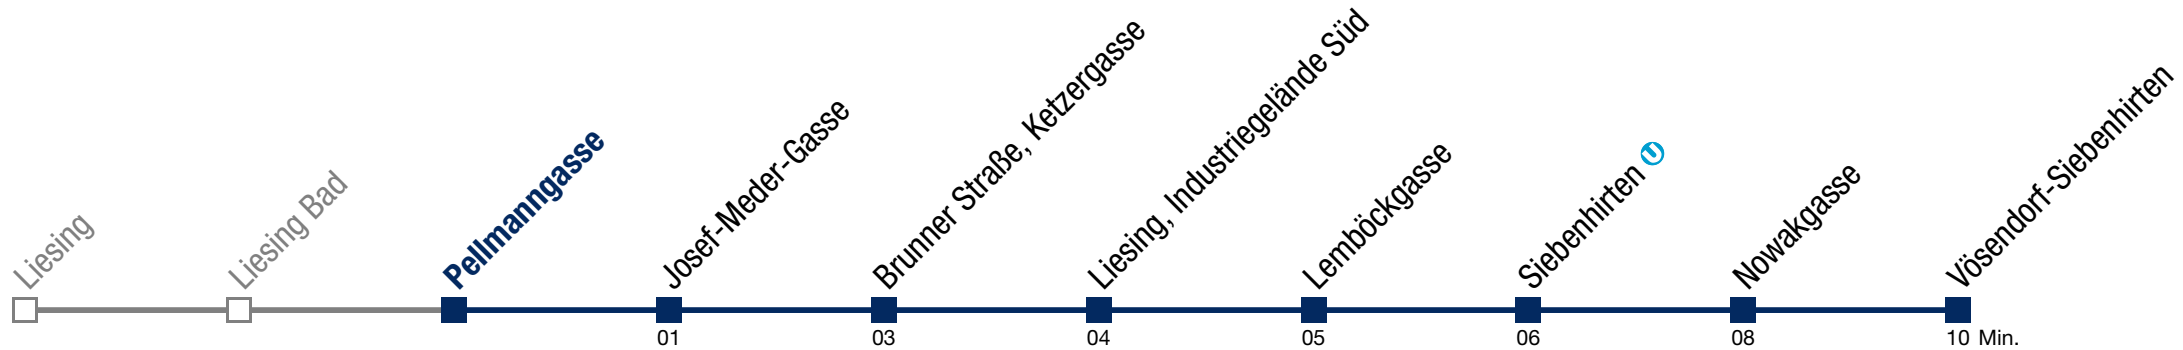 Liesing
Liesing Bad
Pellmanngasse
Josef-Meder-Gasse
Brunner Straße, Ketzergasse
Liesing, Industriegelände Süd
Lemböckgasse
Siebenhirten
Nowakgasse
Vösendorf-Siebenhirten
01
03
04
05
06
08
10 Min.